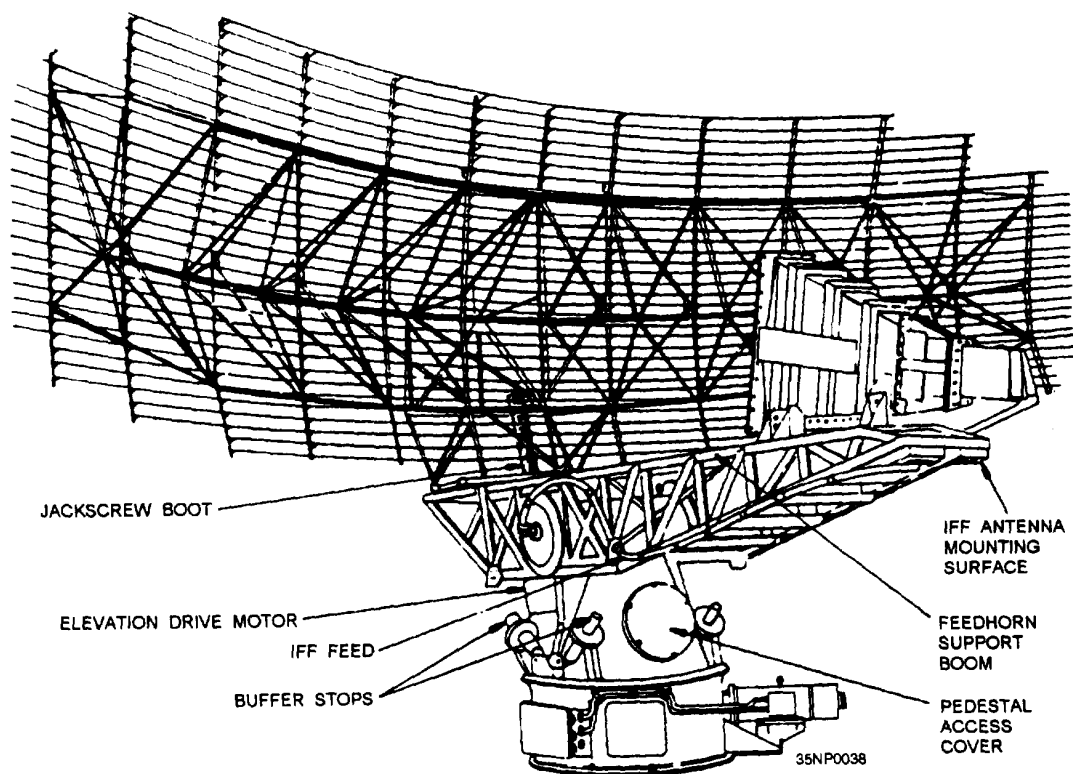 JACKSCREW BOOT
ELEVATION DRIVE MOTOR
IFF FEED
BUFFER STOPS
IFF ANTENNA
MOUNTING
SURFACE
FEEDHORN
SUPPORT
BOOM
PEDESTAL
ACCESS
COVER
35NP0038